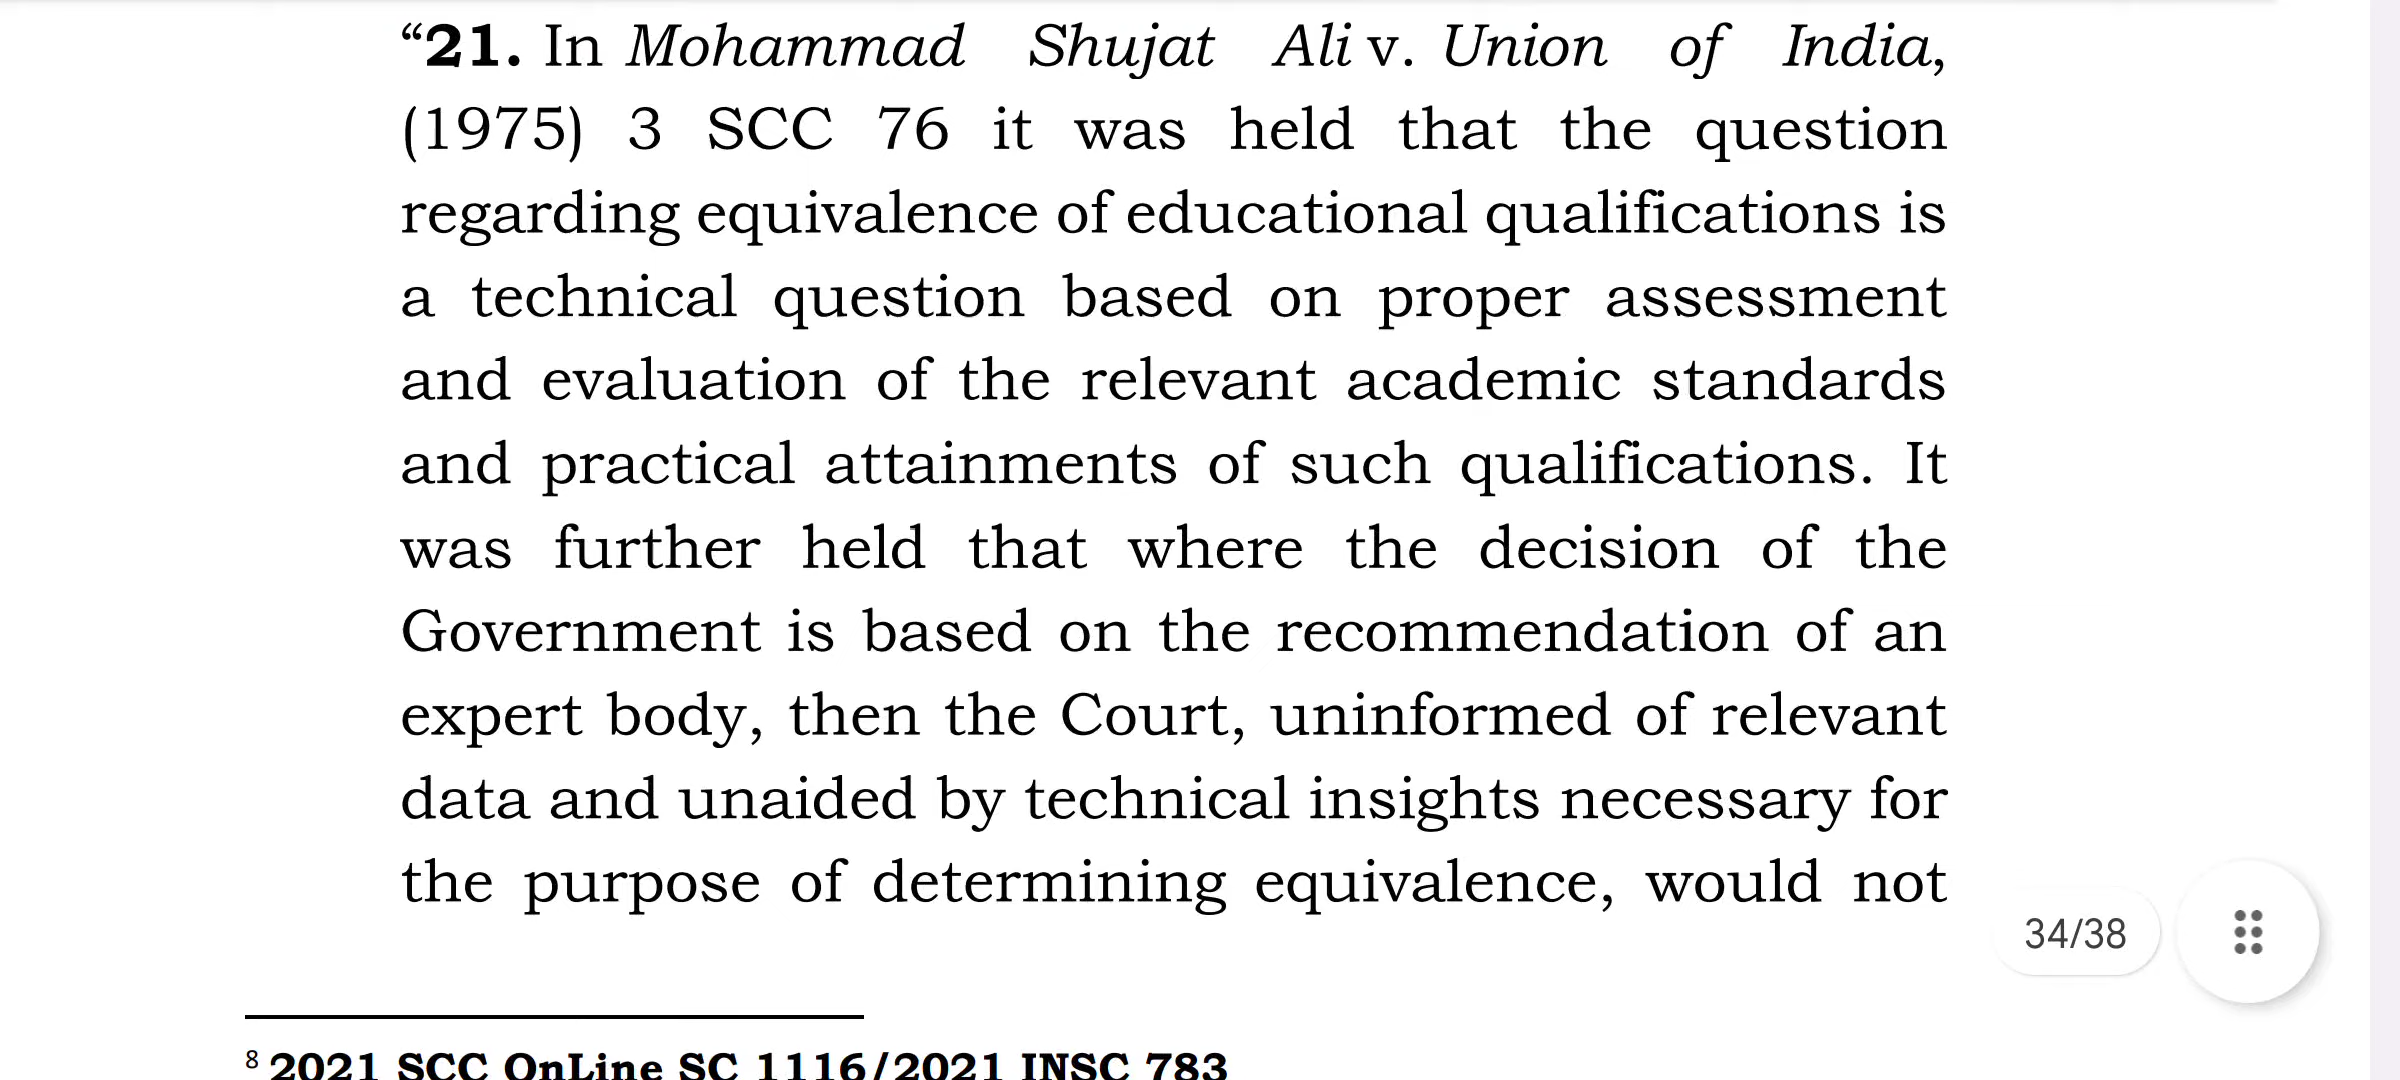 “21. In Mohammad Shujat Ali v. Union of India,
(1975) 3 SCC 76 it was held that the question
regarding equivalence of educational qualifications is
a technical question based on proper assessment
and evaluation of the relevant academic standards
and practical attainments of such qualifications. It
was further held that where the decision of the
Government is based on the recommendation of an
expert body, then the Court, uninformed of relevant
data and unaided by technical insights necessary for
the purpose of determining equivalence, would not
34/38
8 2021 SCC OnLine SC 1116/2021 INSC 783